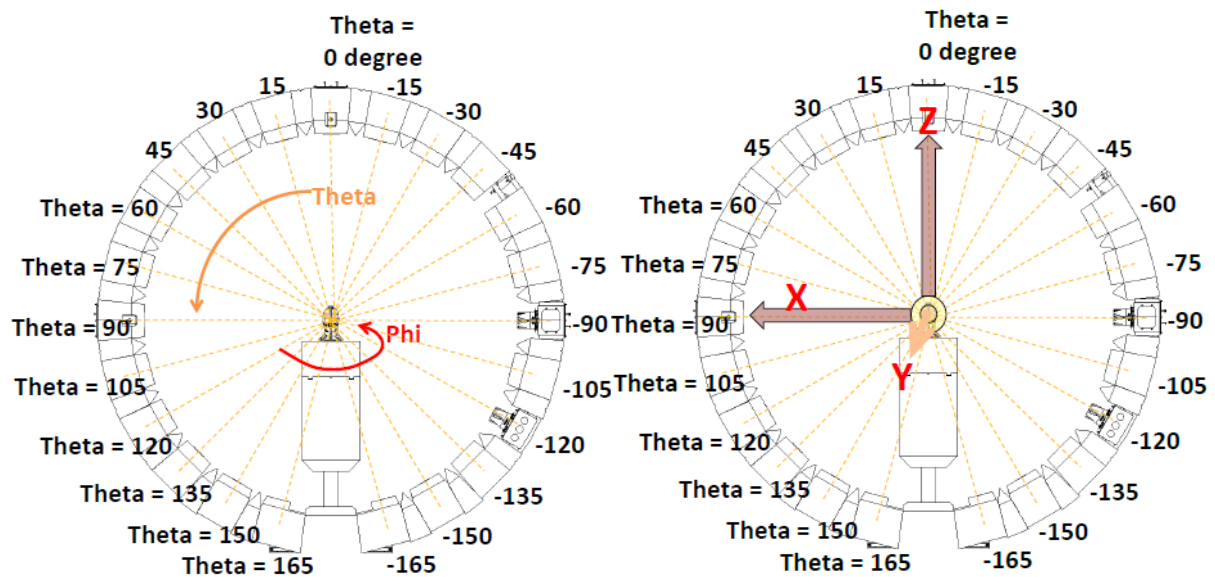 Theta =
0 degree
15
-15
30
-30
45
-45
Theta
Theta = 60
-60
Theta = 75
-75
Theta = 90
-90
Phi
Theta = 105
-105
Theta = 120
-120
Theta = 135
-135
Theta = 150
-150
Theta = 165
-165
Theta =
0 degree
15
-15
30
-30
Z
45
-45
Theta = 60
-60
Theta = 75
-75
X
Theta = 90
-90
Y
Theta = 105
-105
Theta = 120
-120
Theta = 135
-135
Theta = 150
-150
Theta = 165
-165